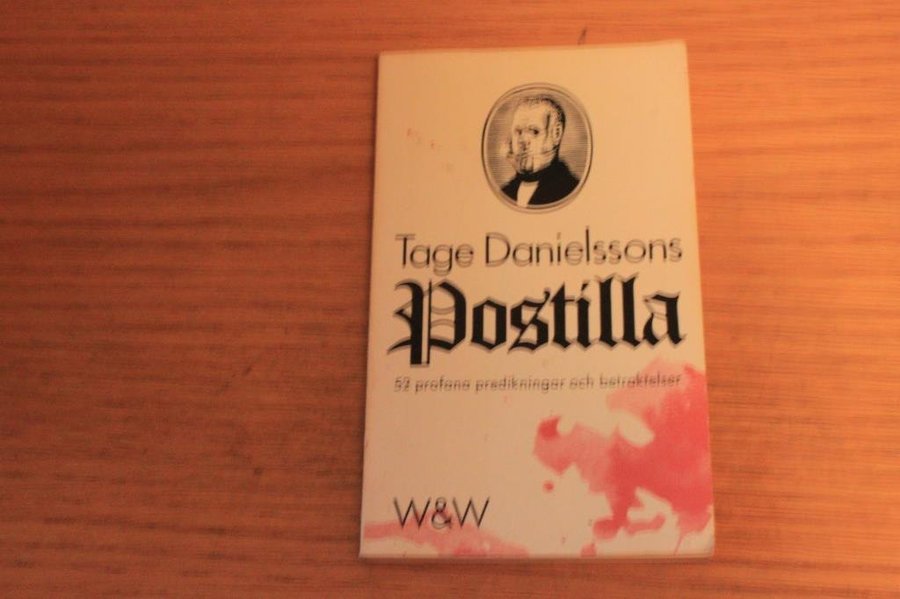 Tage Danielssons
Postilla
52 profana predikningar och betraktelser
W&W